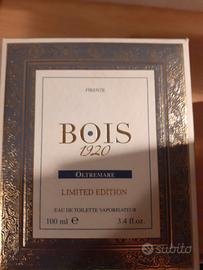 FIRENZE
BOIS
1920
OLTREMARE
LIMITED EDITION
EAU DE TOILETTE VAPORISATEUR
100 ml e 3.4 fl.oz.
subito